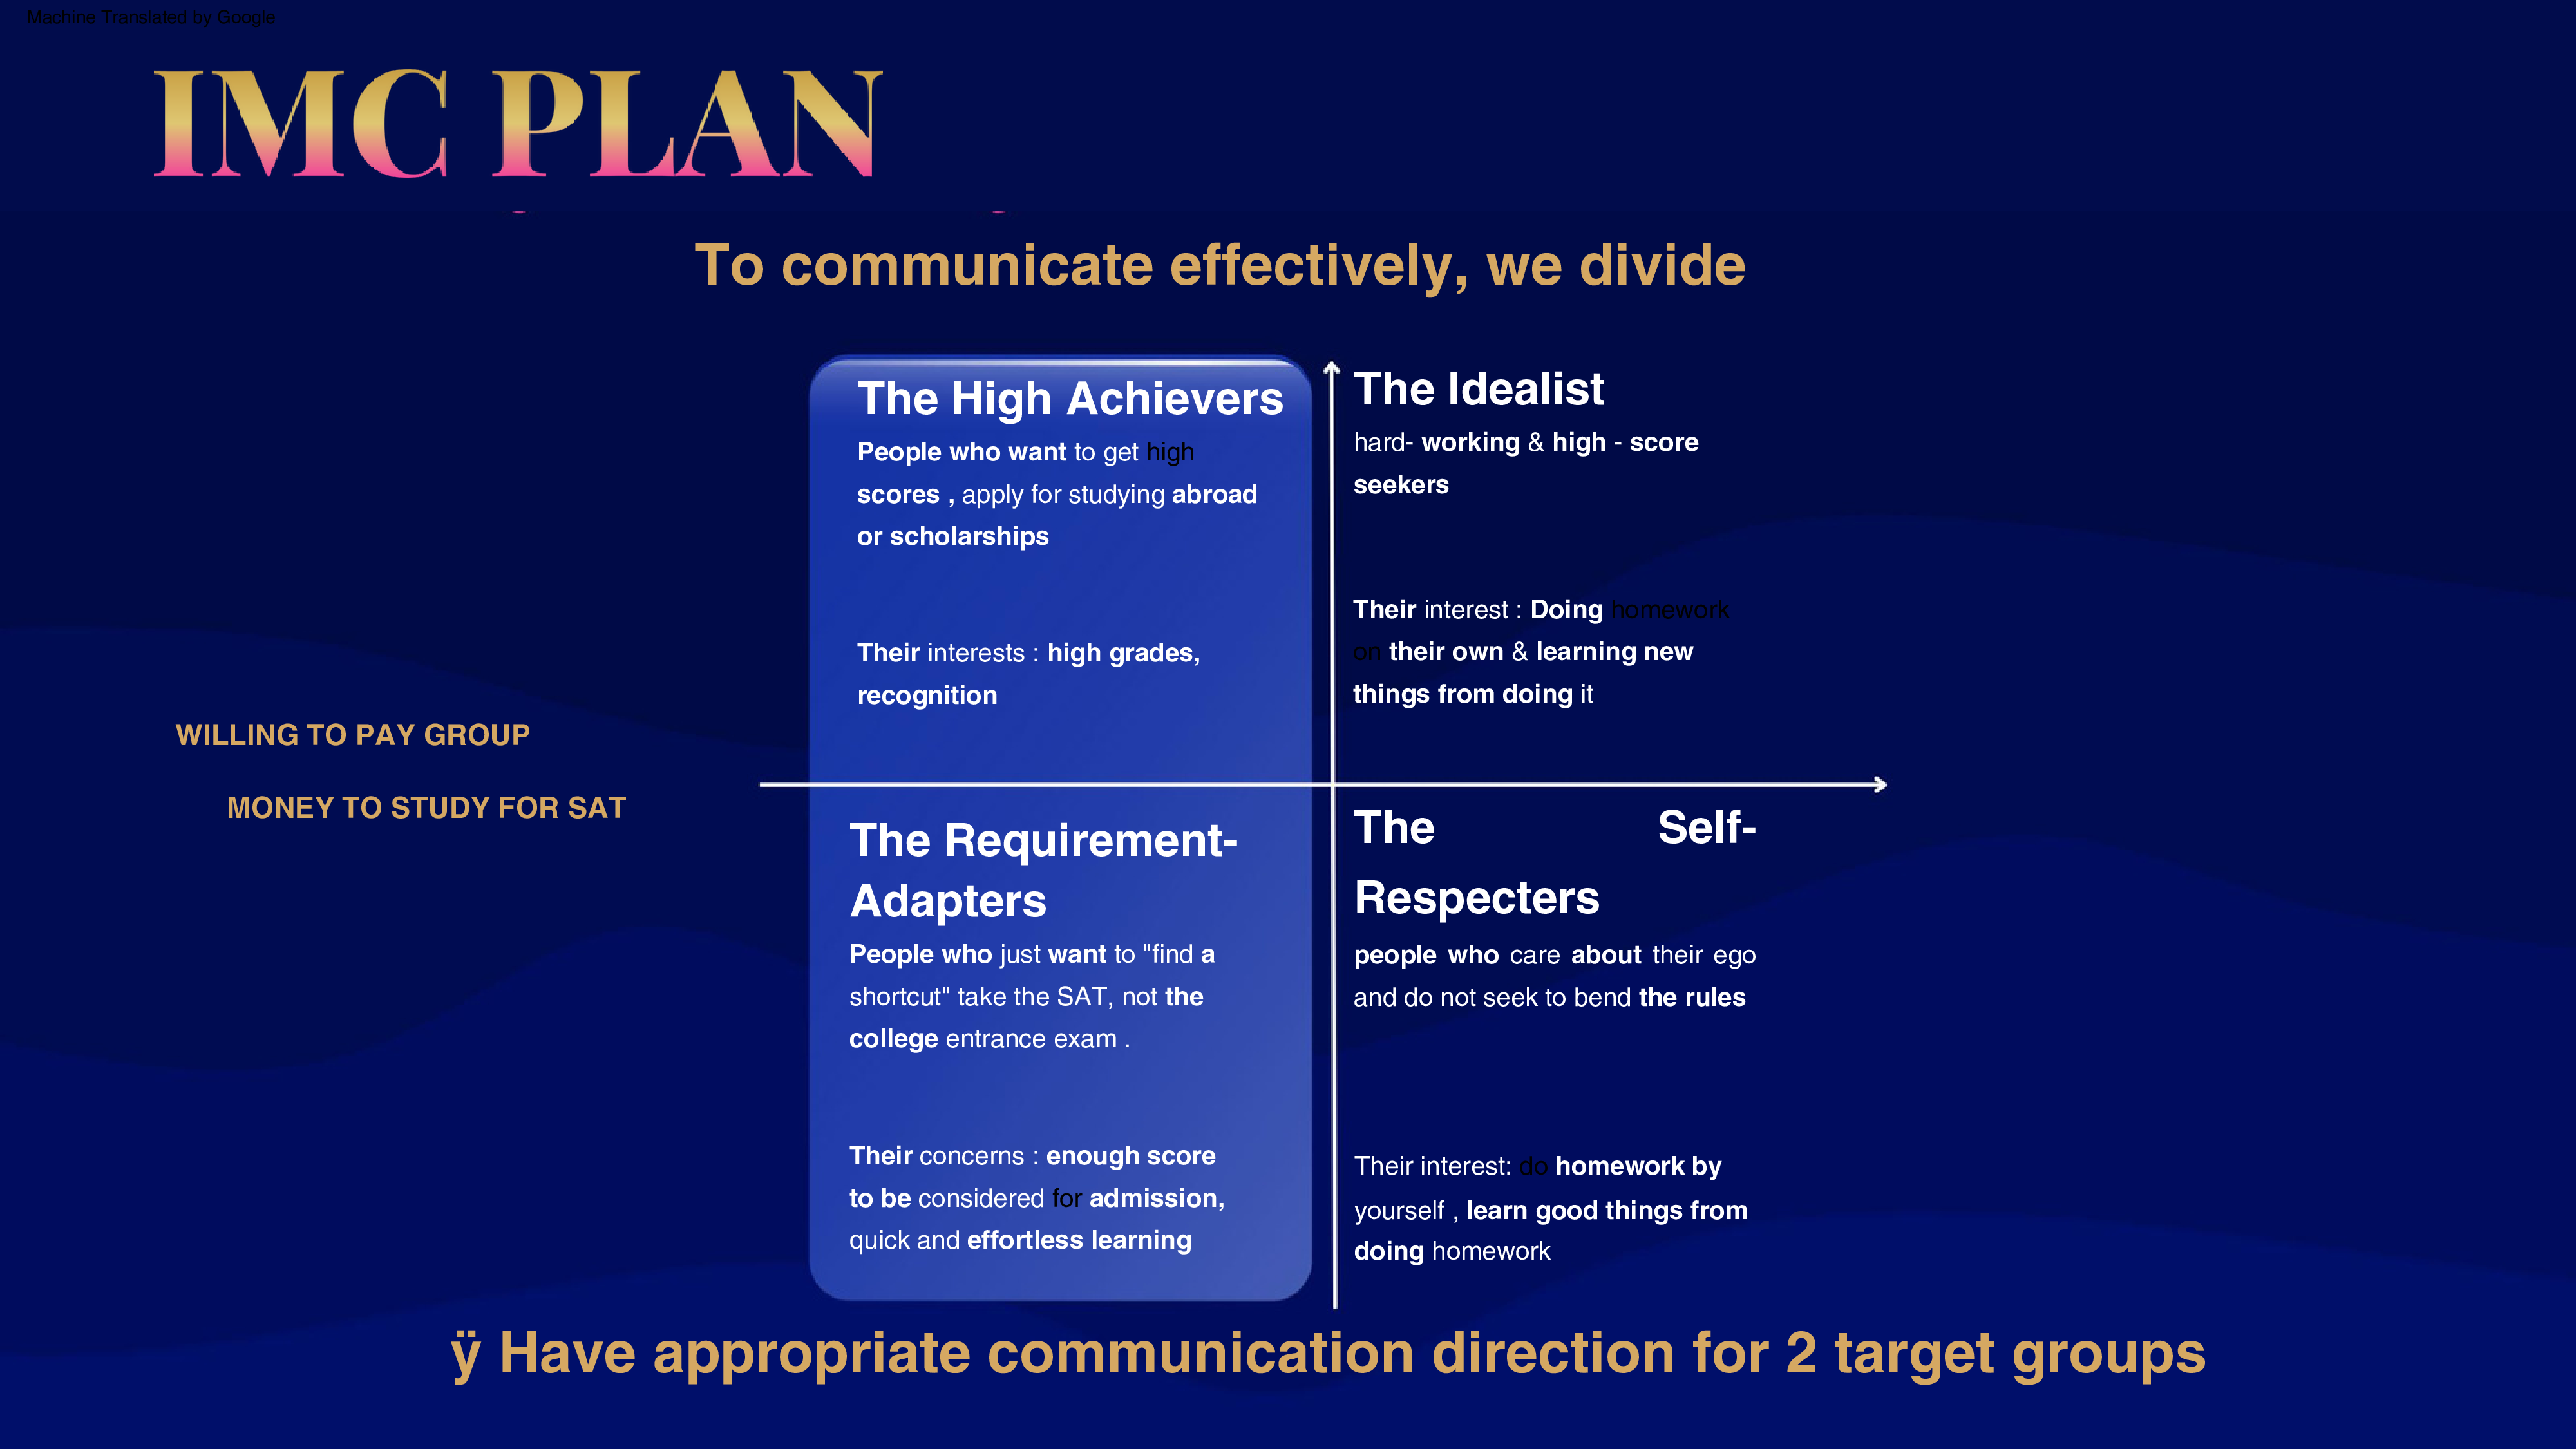 Machine Translated by Google
IMC PLAN
To communicate effectively, we divide
The High Achievers
People who want to get high
scores , apply for studying abroad
or scholarships
Their interests : high grades,
recognition
The Idealist
hard- working & high - score
seekers
Their interest : Doing homework
on their own & learning new
things from doing it
WILLING TO PAY GROUP
MONEY TO STUDY FOR SAT
The Requirement-
Adapters
People who just want to "find a
shortcut" take the SAT, not the
college entrance exam .
Their concerns : enough score
to be considered for admission,
quick and effortless learning
The Self-
Respecters
people who care about their ego
and do not seek to bend the rules
Their interest: do homework by
yourself , learn good things from
doing homework
ÿ Have appropriate communication direction for 2 target groups